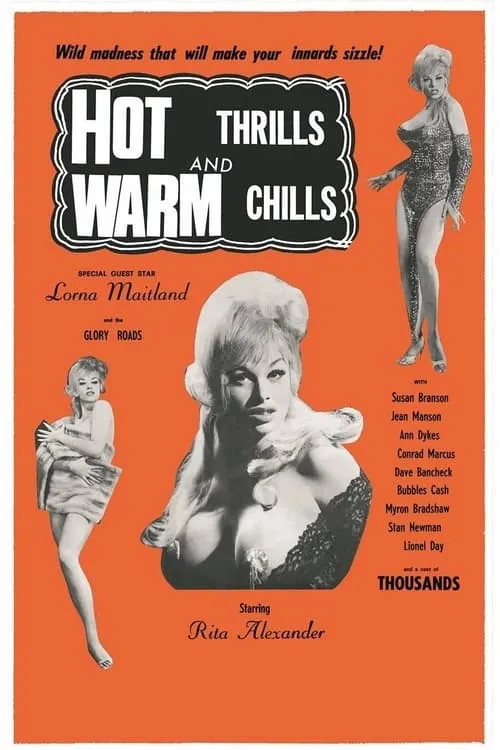 Wild madness that will make your innards sizzle!
HOT THRILLS
AND
WARM CHILLS
SPECIAL GUEST STAR
Lorna Maitland
and the
GLORY ROADS
WITH
Susan Branson
Jean Manson
Ann Dykes
Conrad Marcus
Dave Bancheck
Bubbles Cash
Myron Bradshaw
Stan Newman
Lionel Day
and a cast of
THOUSANDS
Starring
Rita Alexander